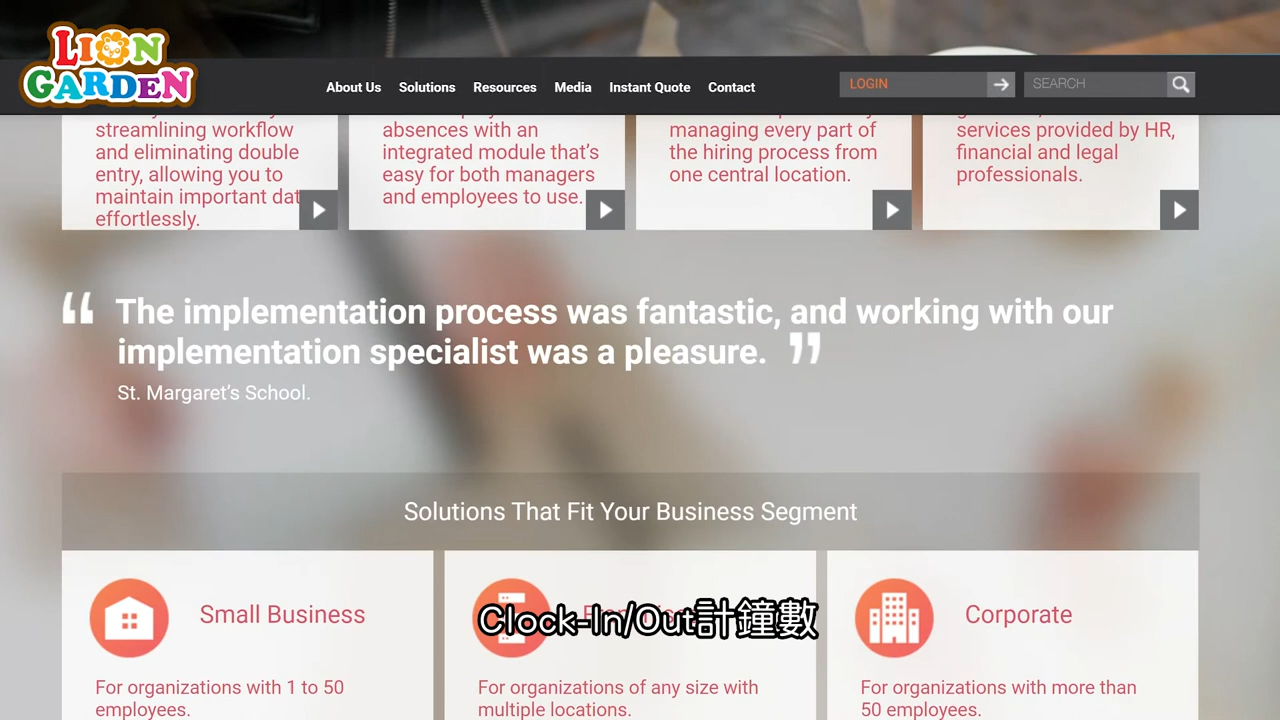 LION
GARDEN
About Us
Solutions
Resources
Media
Instant Quote
Contact
LOGIN
SEARCH
streamlining workflow
and eliminating double
entry, allowing you to
maintain important dat
effortlessly.
absences with an
integrated module that's
easy for both managers
and employees to use.
managing every part of
the hiring process from
one central location.
services provided by HR,
financial and legal
professionals.
“ The implementation process was fantastic, and working with our
implementation specialist was a pleasure. ”
St. Margaret's School.
Solutions That Fit Your Business Segment
Small Business
Clock-In/Out計鐘數
Corporate
For organizations with 1 to 50
employees.
For organizations of any size with
multiple locations.
For organizations with more than
50 employees.